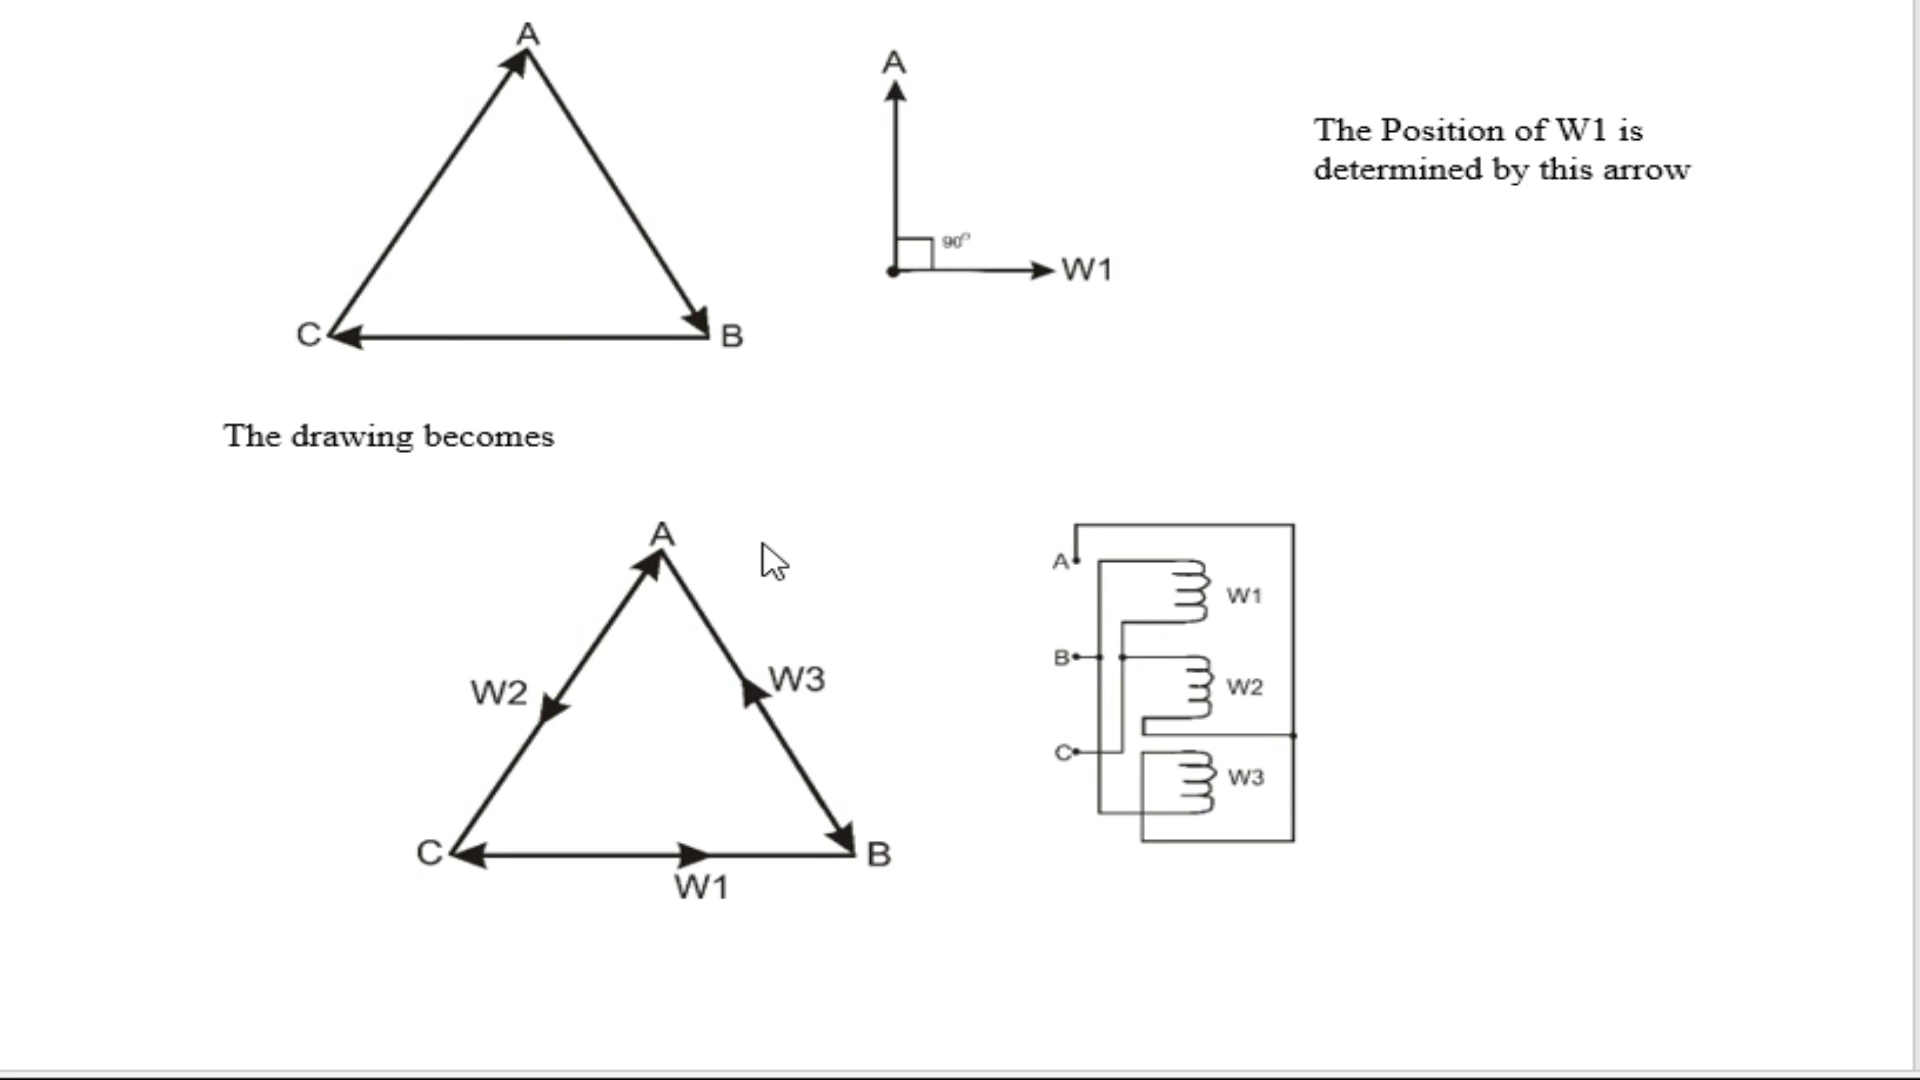 A
C
B
A
90°
W1
The Position of W1 is
determined by this arrow
The drawing becomes
A
W2
W3
C
B
W1
A
W1
B
W2
C
W3